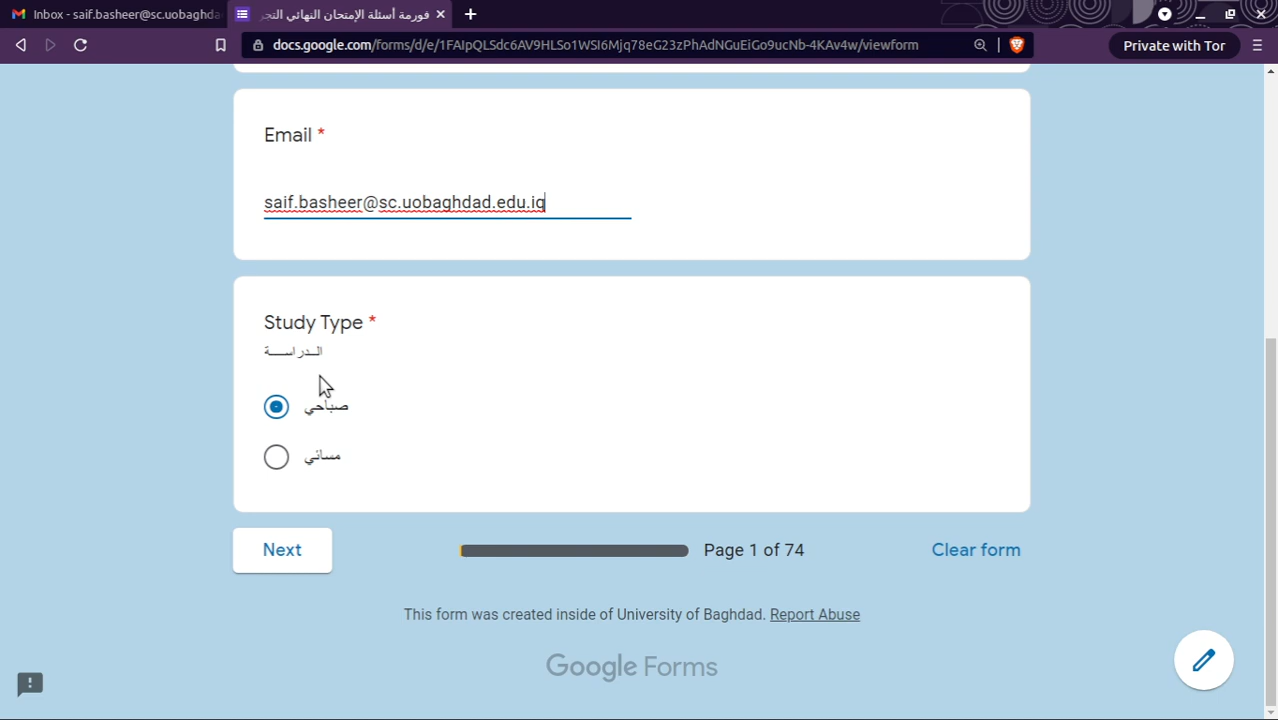 Inbox - saif.basheer@sc.uobaghda
فورمة أسئلة الإمتحان النهائي التجر
docs.google.com/forms/d/e/1FAIpQLSdc6AV9HLSo1WSI6Mjq78eG23zPhAdNGuEiGo9ucNb-4KAv4w/viewform
Private with Tor
Email *
saif.basheer@sc.uobaghdad.edu.iq
Study Type *
الـدراســـة
صباحي
مسائي
Next
Page 1 of 74
Clear form
This form was created inside of University of Baghdad. Report Abuse
Google Forms